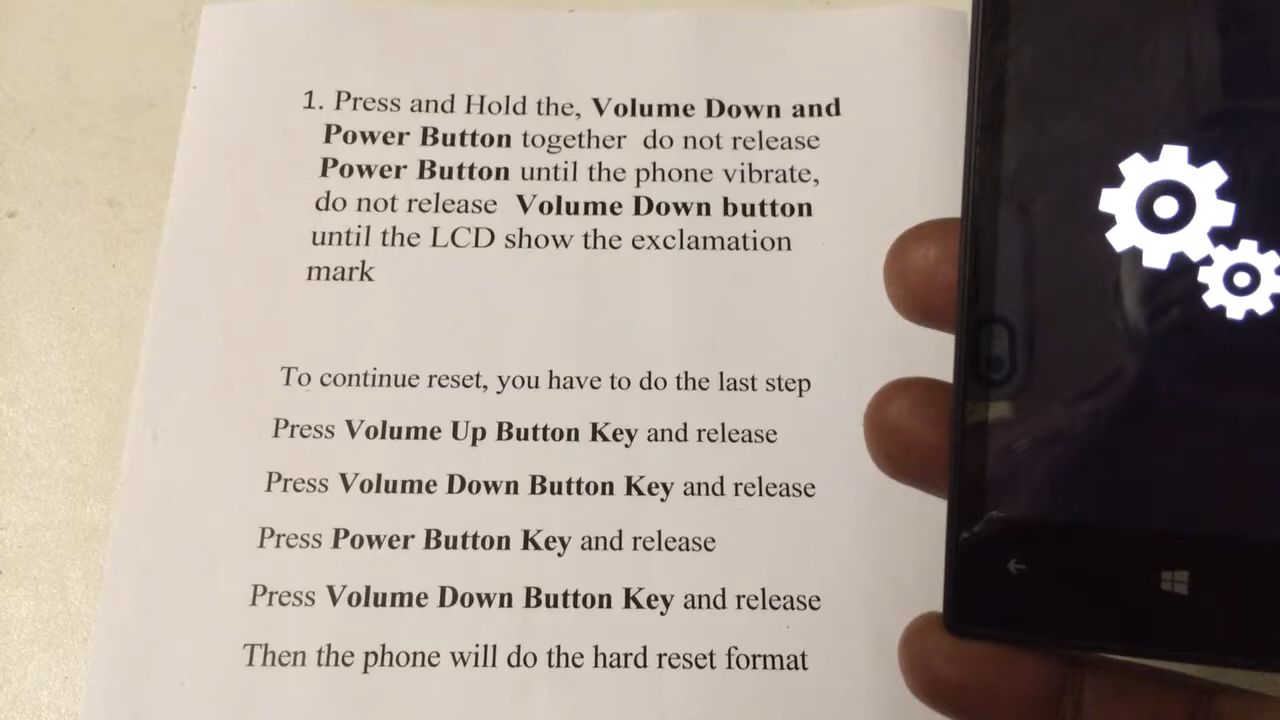 1. Press and Hold the, Volume Down and
Power Button together do not release
Power Button until the phone vibrate,
do not release Volume Down button
until the LCD show the exclamation
mark
To continue reset, you have to do the last step
Press Volume Up Button Key and release
Press Volume Down Button Key and release
Press Power Button Key and release
Press Volume Down Button Key and release
Then the phone will do the hard reset format